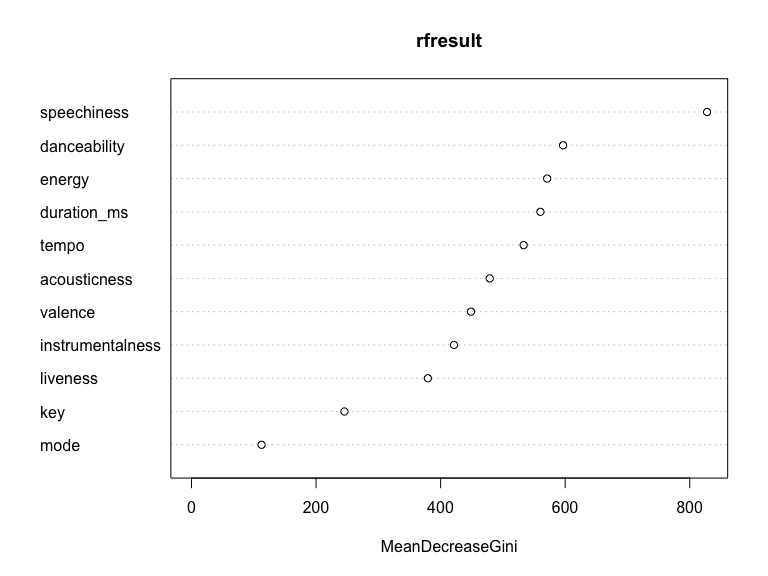 rfresult
speechiness
danceability
energy
duration_ms
tempo
acousticness
valence
instrumentalness
liveness
key
mode
0 200 400 600 800
MeanDecreaseGini